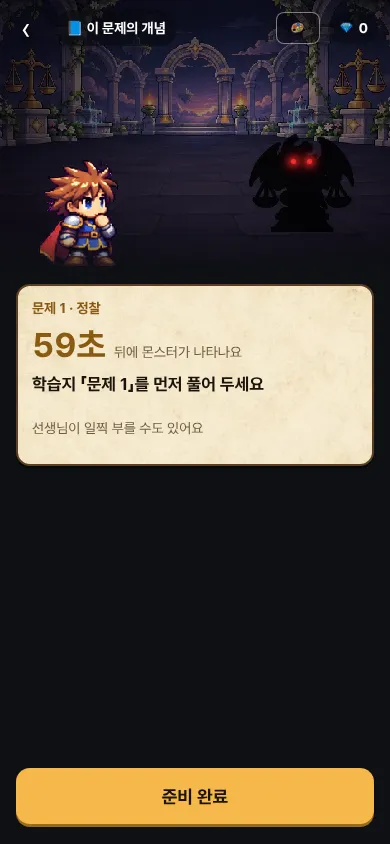 이 문제의 개념
0
문제 1 · 정찰
59초 뒤에 몬스터가 나타나요
학습지 「문제 1」를 먼저 풀어 두세요
선생님이 일찍 부를 수도 있어요
준비 완료